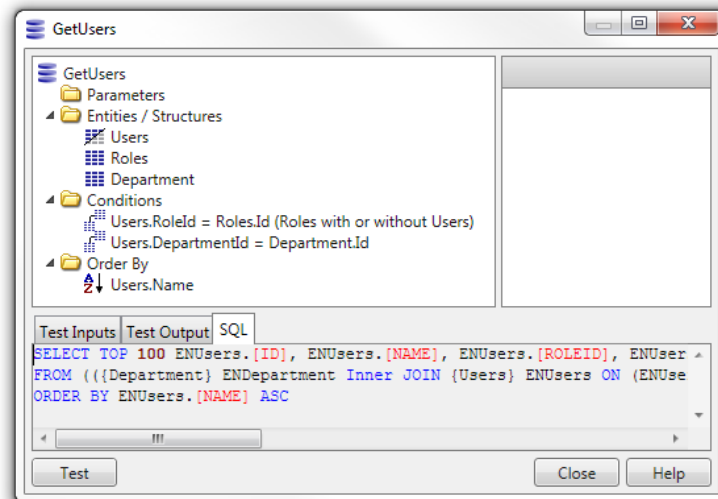 GetUsers
GetUsers
Parameters
Entities / Structures
Users
Roles
Department
Conditions
Users.RoleId = Roles.Id (Roles with or without Users)
Users.DepartmentId = Department.Id
Order By
Users.Name
Test Inputs Test Output SQL
SELECT TOP 100 ENUsers.[ID], ENUsers.[NAME], ENUsers.[ROLEID], ENUser
FROM (({Department} ENDepartment Inner JOIN {Users} ENUsers ON (ENUse
ORDER BY ENUsers.[NAME] ASC
Test Close Help